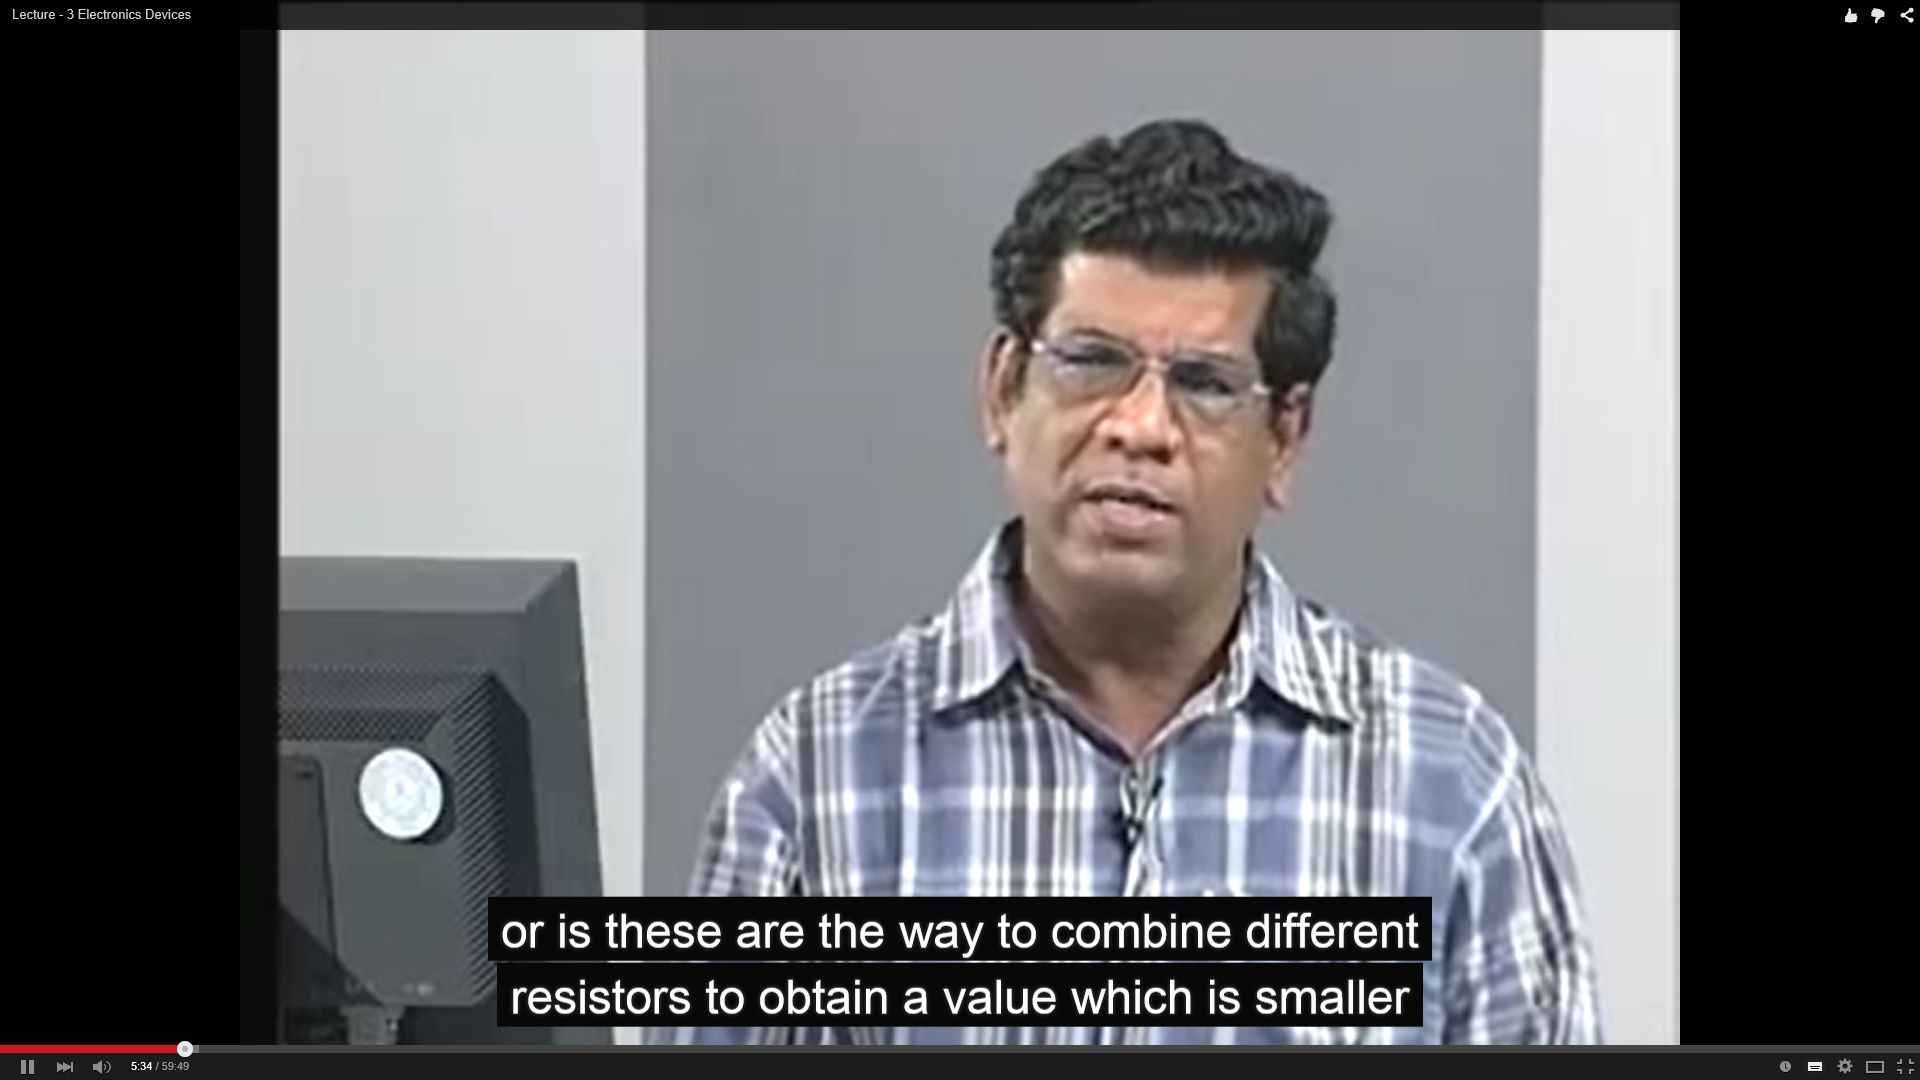 Lecture - 3 Electronics Devices
or is these are the way to combine different
resistors to obtain a value which is smaller
5:34 / 59:49